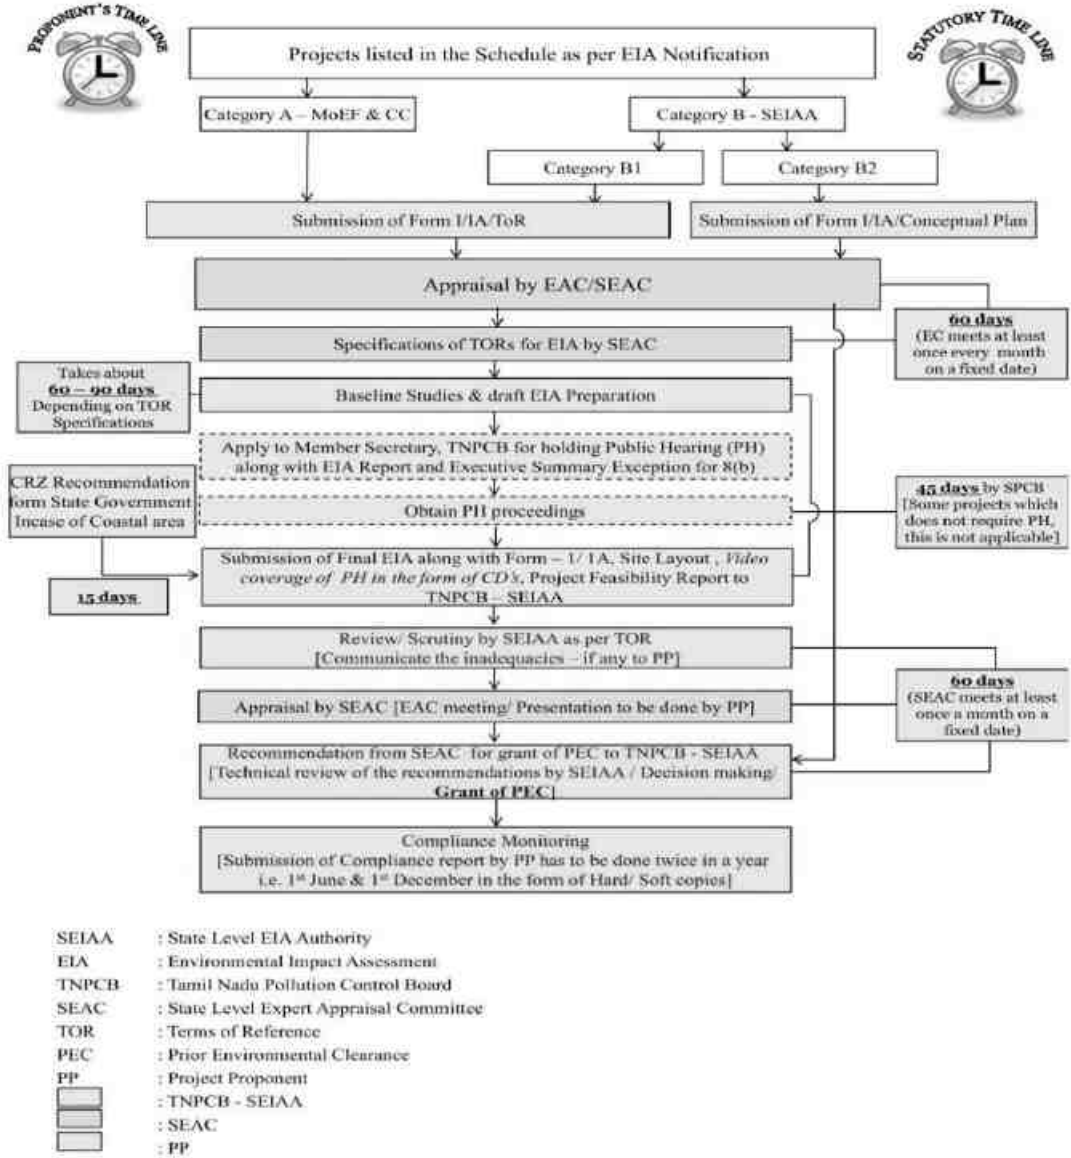 PROPONENT'S TIME LINE
STATUTORY TIME LINE
Projects listed in the Schedule as per EIA Notification
Category A – MoEF & CC
Category B - SEIAA
Category B1
Category B2
Submission of Form I/IA/ToR
Submission of Form I/IA/Conceptual Plan
Appraisal by EAC/SEAC
Specifications of TORs for EIA by SEAC
60 days
(EC meets at least
once every month
on a fixed date)
Takes about
60 – 90 days
Depending on TOR
Specifications
Baseline Studies & draft EIA Preparation
Apply to Member Secretary, TNPCB for holding Public Hearing (PH)
along with EIA Report and Executive Summary Exception for 8(b)
CRZ Recommendation
form State Government
Incase of Coastal area
15 days
Obtain PH proceedings
45 days by SPCB
[Some projects which
does not require PH,
this is not applicable]
Submission of Final EIA along with Form – 1/ 1A, Site Layout , Video
coverage of PH in the form of CD's, Project Feasibility Report to
TNPCB – SEIAA
Review/ Scrutiny by SEIAA as per TOR
[Communicate the inadequacies – if any to PP]
Appraisal by SEAC [EAC meeting/ Presentation to be done by PP]
60 days
(SEAC meets at least
once a month on a
fixed date)
Recommendation from SEAC for grant of PEC to TNPCB - SEIAA
[Technical review of the recommendations by SEIAA / Decision making/
Grant of PEC]
Compliance Monitoring
[Submission of Compliance report by PP has to be done twice in a year
i.e. 1st June & 1st December in the form of Hard/ Soft copies]
SEIAA : State Level EIA Authority
EIA : Environmental Impact Assessment
TNPCB : Tamil Nadu Pollution Control Board
SEAC : State Level Expert Appraisal Committee
TOR : Terms of Reference
PEC : Prior Environmental Clearance
PP : Project Proponent
: TNPCB - SEIAA
: SEAC
: PP